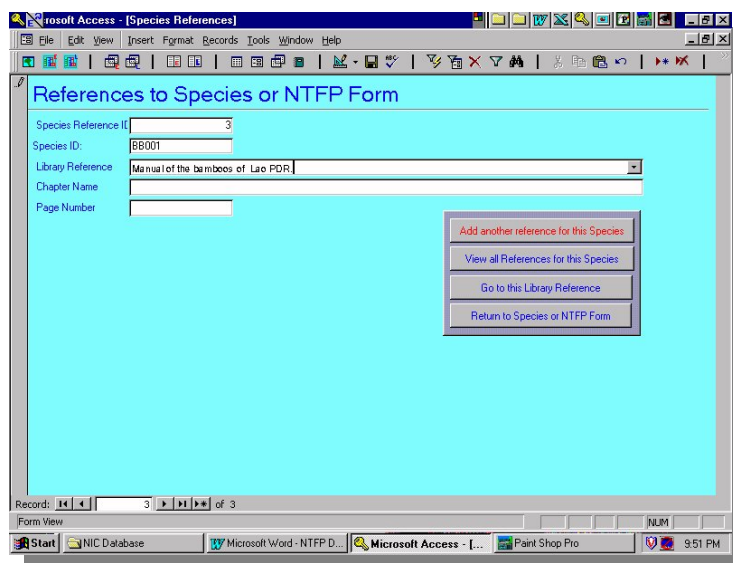 Microsoft Access - [Species References]
File Edit View Insert Format Records Tools Window Help
References to Species or NTFP Form
Species Reference ID 3
Species ID: BB001
Library Reference Manual of the bamboos of Lao PDR.
Chapter Name
Page Number
Add another reference for this Species
View all References for this Species
Go to this Library Reference
Return to Species or NTFP Form
Record: 3 of 3
Form View NUM
Start NIC Database Microsoft Word - NTFP D... Microsoft Access - [... Paint Shop Pro 9:51 PM